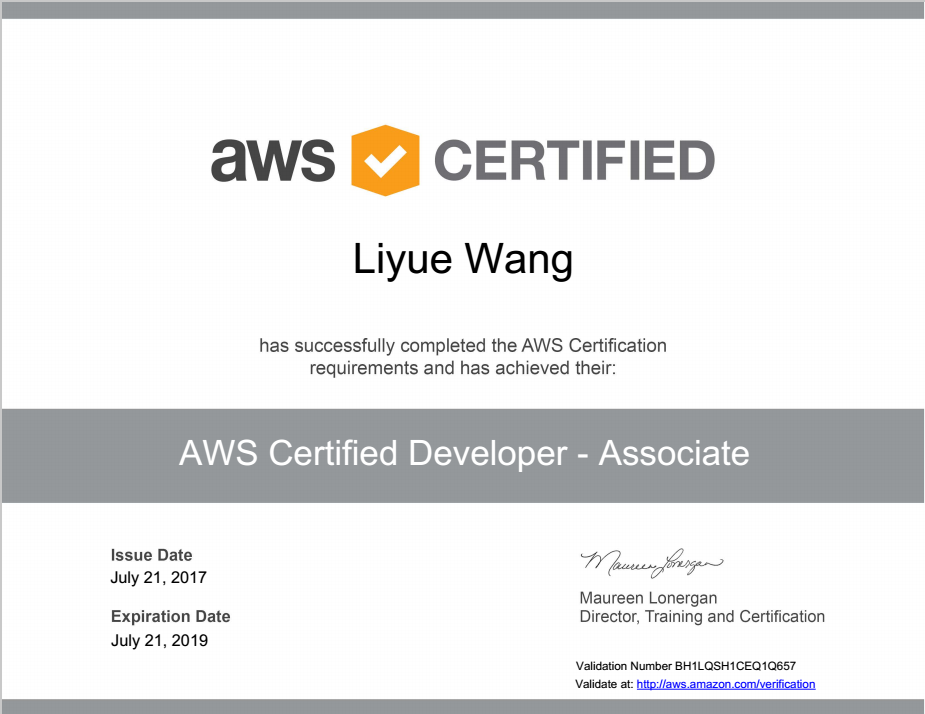 aws CERTIFIED
Liyue Wang
has successfully completed the AWS Certification
requirements and has achieved their:
AWS Certified Developer - Associate
Issue Date
July 21, 2017
Expiration Date
July 21, 2019
Maureen Lonergan
Maureen Lonergan
Director, Training and Certification
Validation Number BH1LQSH1CEQ1Q657
Validate at: http://aws.amazon.com/verification